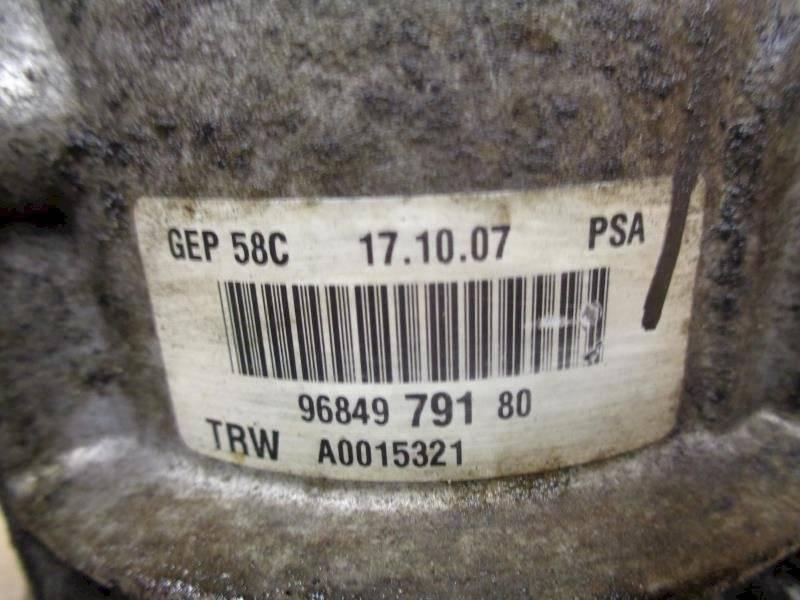 GEP 58C 17.10.07 PSA
96849 791 80
TRW A0015321